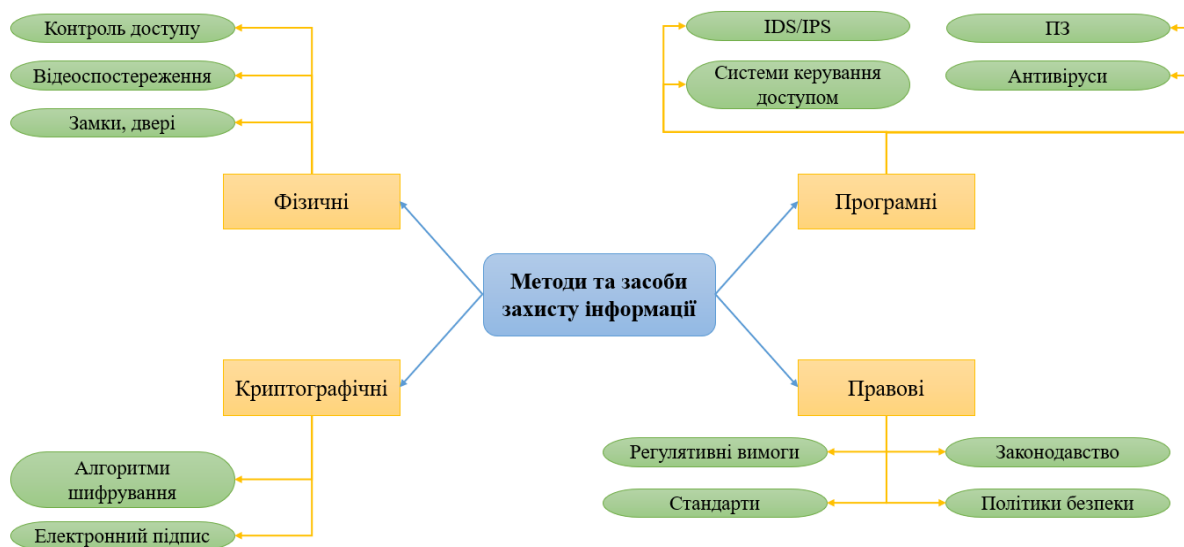 Контроль доступу
Відеоспостереження
Замки, двері
Фізичні
IDS/IPS
ПЗ
Системи керування
доступом
Антивіруси
Програмні
Методи та засоби
захисту інформації
Криптографічні
Алгоритми
шифрування
Електронний підпис
Правові
Регулятивні вимоги
Законодавство
Стандарти
Політики безпеки